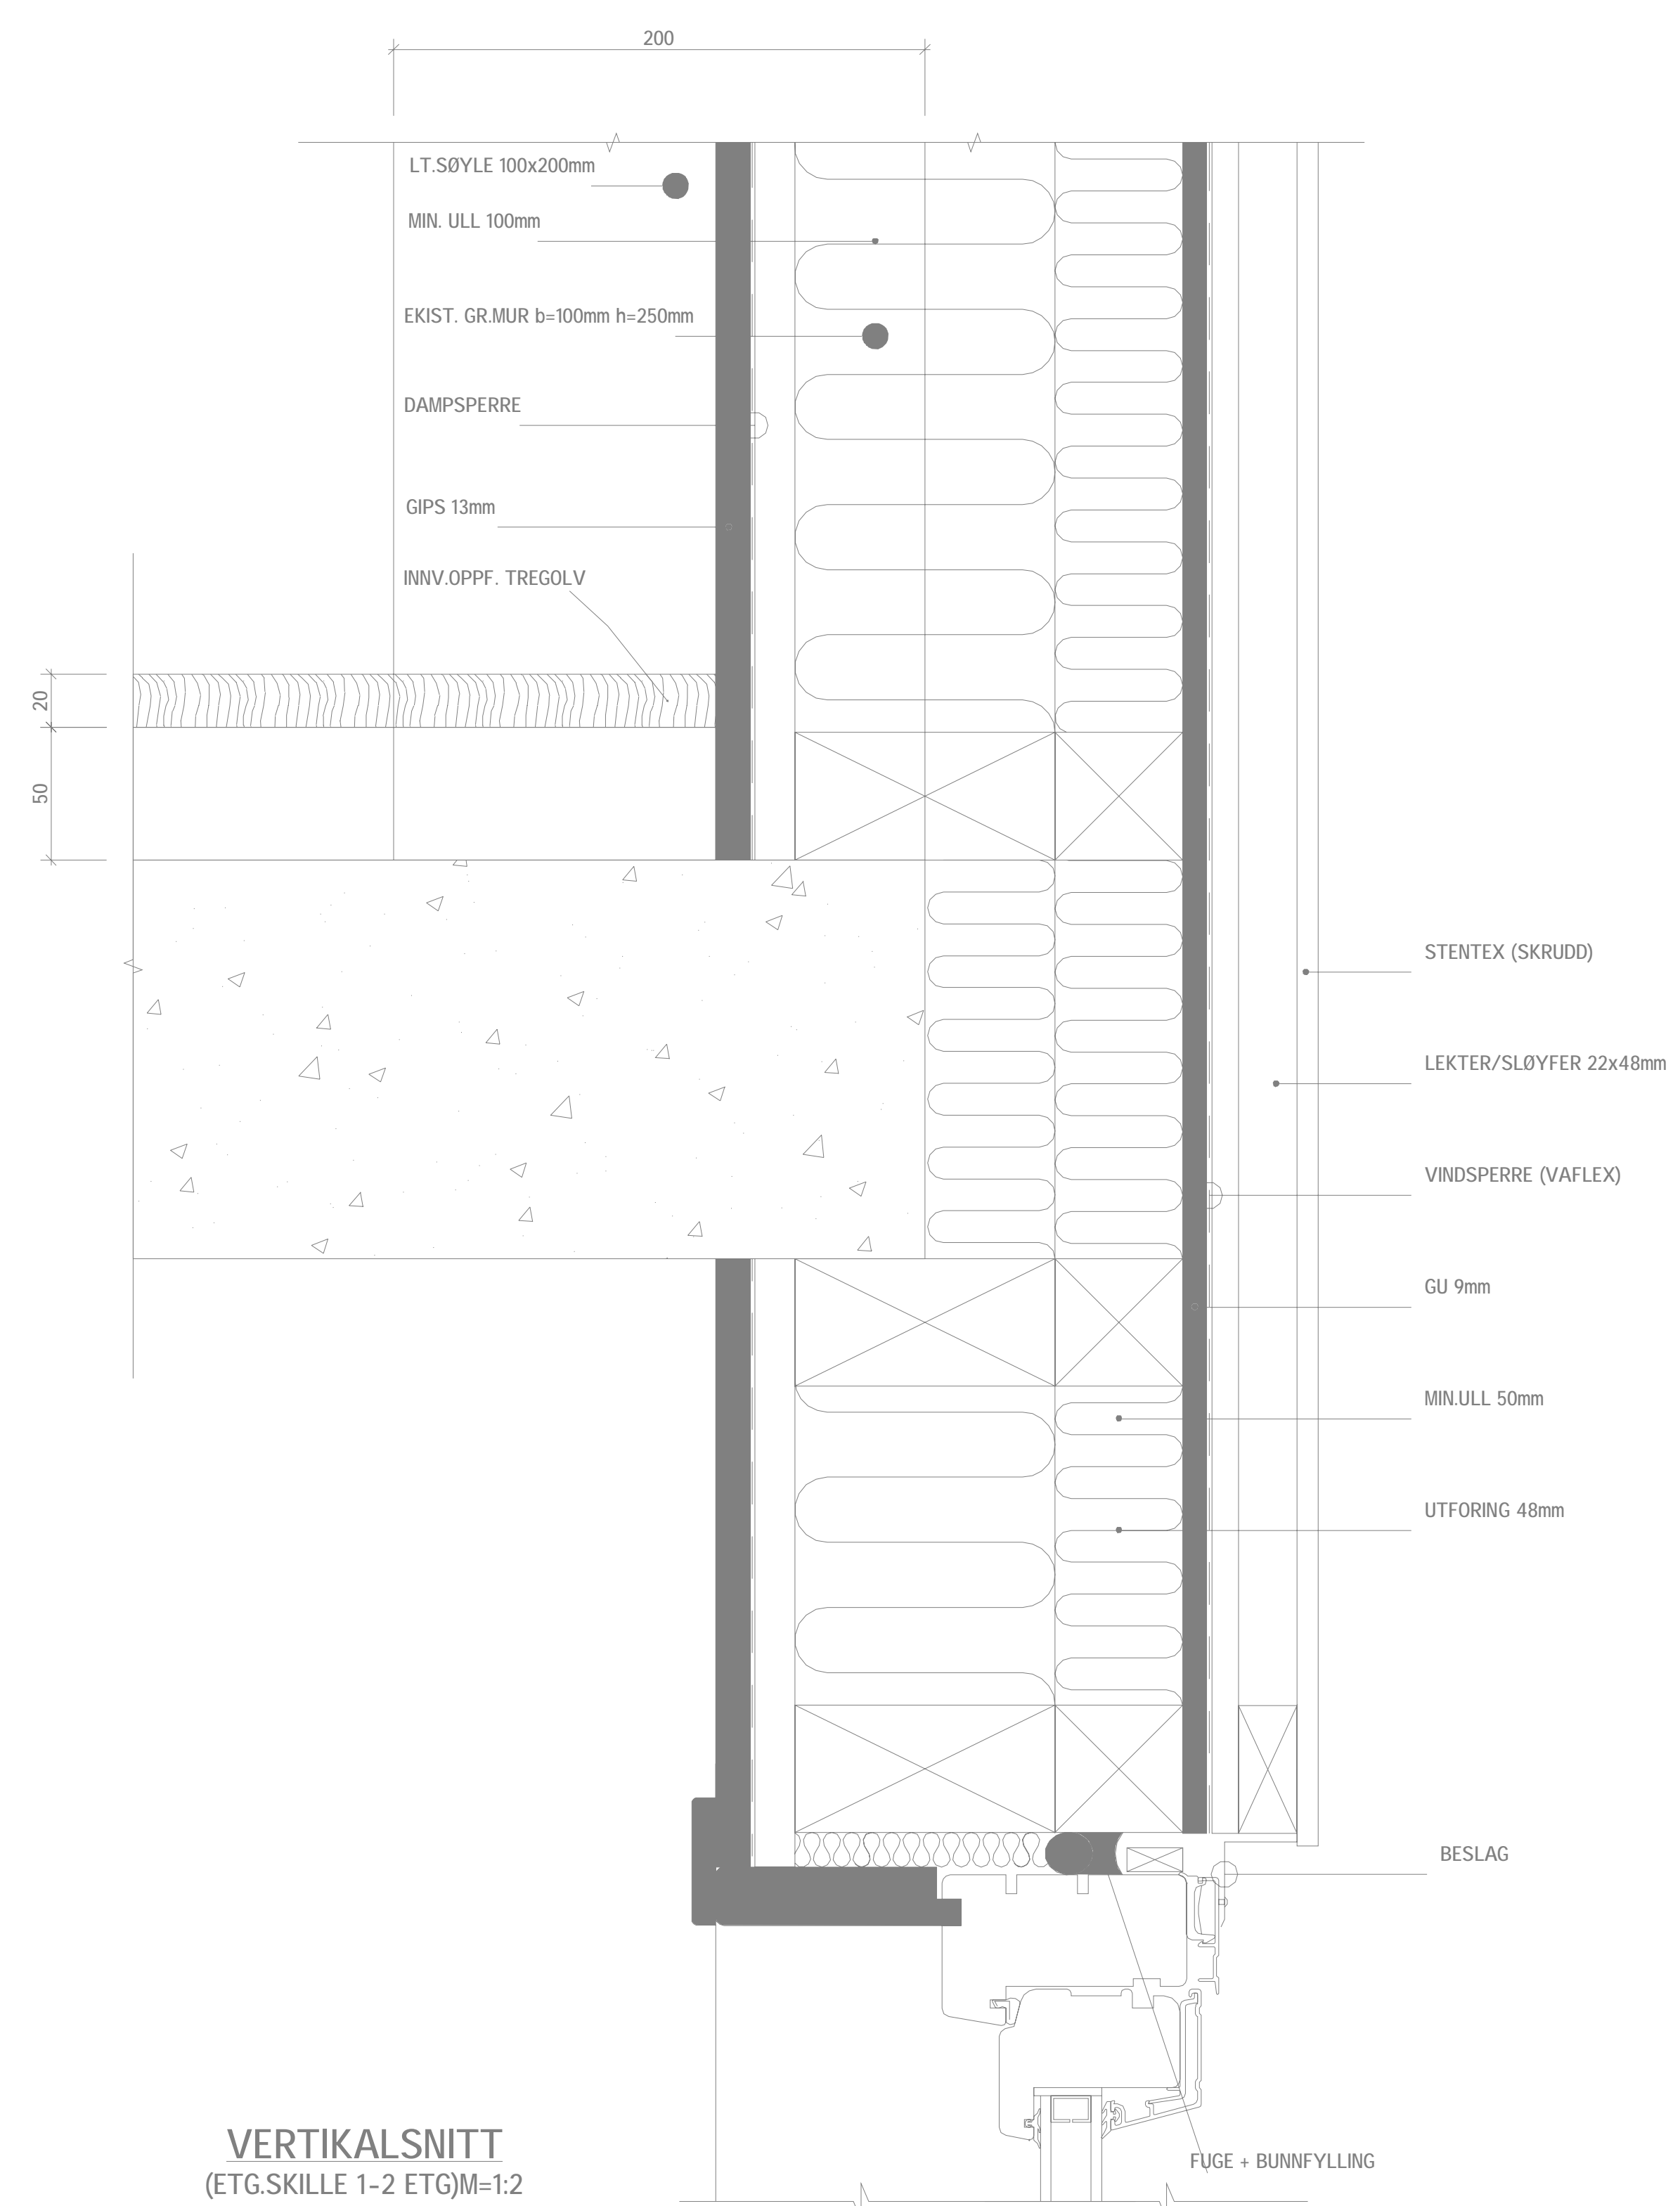 200
LT.SØYLE 100x200mm
MIN. ULL 100mm
EKIST. GR.MUR b=100mm h=250mm
DAMPSPERRE
GIPS 13mm
INNV.OPPF. TREGOLV
20
50
STENTEX (SKRUDD)
LEKTER/SLØYFER 22x48mm
VINDSPERRE (VAFLEX)
GU 9mm
MIN.ULL 50mm
UTFORING 48mm
BESLAG
FUGE + BUNNFYLLING
VERTIKALSNITT
(ETG.SKILLE 1-2 ETG)M=1:2